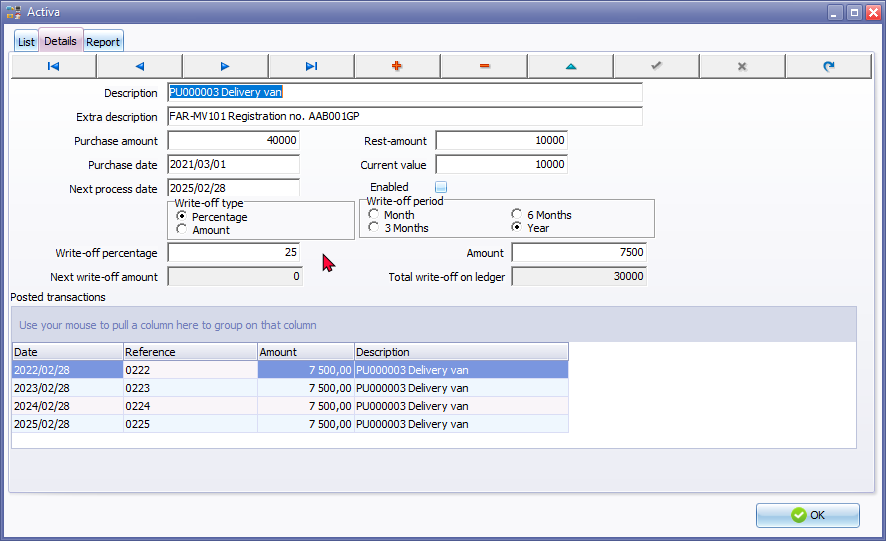 Activa
List Details Report
Description PU000003 Delivery van
Extra description FAR-MV101 Registration no. AAB001GP
Purchase amount 40000 Rest-amount 10000
Purchase date 2021/03/01 Current value 10000
Next process date 2025/02/28 Enabled
Write-off type Write-off period
Percentage Month 6 Months
Amount 3 Months Year
Write-off percentage 25 Amount 7500
Next write-off amount 0 Total write-off on ledger 30000
Posted transactions
Use your mouse to pull a column here to group on that column
Date Reference Amount Description
2022/02/28 0222 7 500,00 PU000003 Delivery van
2023/02/28 0223 7 500,00 PU000003 Delivery van
2024/02/28 0224 7 500,00 PU000003 Delivery van
2025/02/28 0225 7 500,00 PU000003 Delivery van
OK